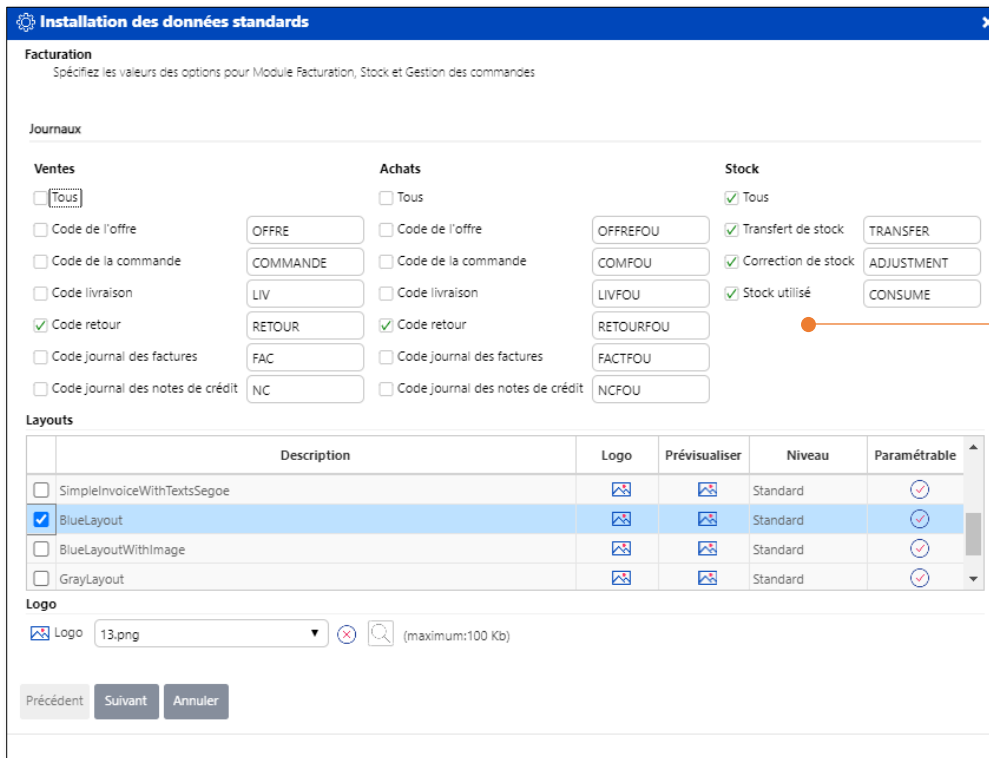 Installation des données standards
Facturation
Spécifiez les valeurs des options pour Module Facturation, Stock et Gestion des commandes
Journaux
Ventes Achats Stock
Tous Tous Tous
Code de l'offre OFFRE Code de l'offre OFFREFOU Transfert de stock TRANSFER
Code de la commande COMMANDE Code de la commande COMFOU Correction de stock ADJUSTMENT
Code livraison LIV Code livraison LIVFOU Stock utilisé CONSUME
Code retour RETOUR Code retour RETOURFOU
Code journal des factures FAC Code journal des factures FACTFOU
Code journal des notes de crédit NC Code journal des notes de crédit NCFOU
Layouts
Description Logo Prévisualiser Niveau Paramétrable
SimpleInvoiceWithTextsSegoe Standard
BlueLayout Standard
BlueLayoutWithImage Standard
GrayLayout Standard
Logo
Logo 13.png (maximum:100 Kb)
Précédent Suivant Annuler